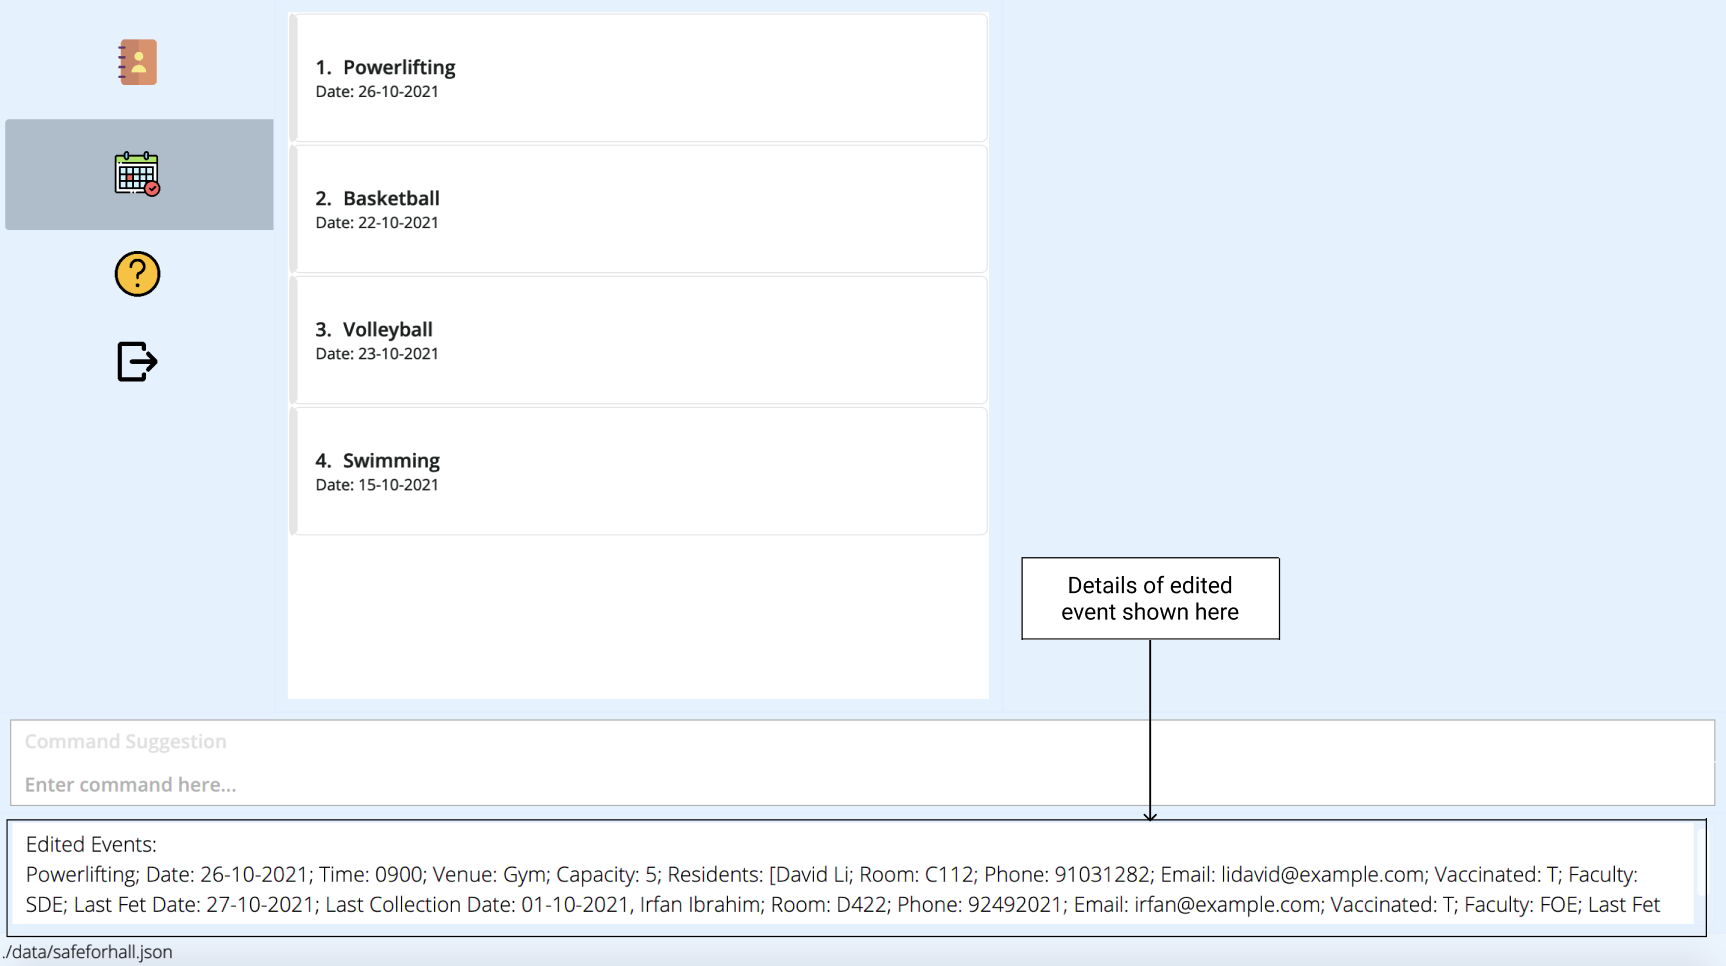 1. Powerlifting
Date: 26-10-2021
2. Basketball
Date: 22-10-2021
3. Volleyball
Date: 23-10-2021
4. Swimming
Date: 15-10-2021
Details of edited
event shown here
Command Suggestion
Enter command here...
Edited Events:
Powerlifting; Date: 26-10-2021; Time: 0900; Venue: Gym; Capacity: 5; Residents: [David Li; Room: C112; Phone: 91031282; Email: lidavid@example.com; Vaccinated: T; Faculty:
SDE; Last Fet Date: 27-10-2021; Last Collection Date: 01-10-2021, Irfan Ibrahim; Room: D422; Phone: 92492021; Email: irfan@example.com; Vaccinated: T; Faculty: FOE; Last Fet
./data/safeforhall.json